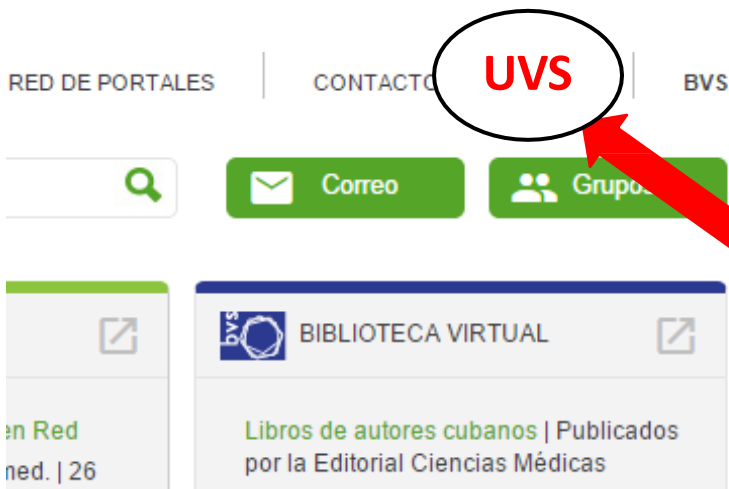 RED DE PORTALES CONTACTO UVS BVS
Correo Grupos
bvs BIBLIOTECA VIRTUAL
en Red
med. | 26
Libros de autores cubanos | Publicados
por la Editorial Ciencias Médicas